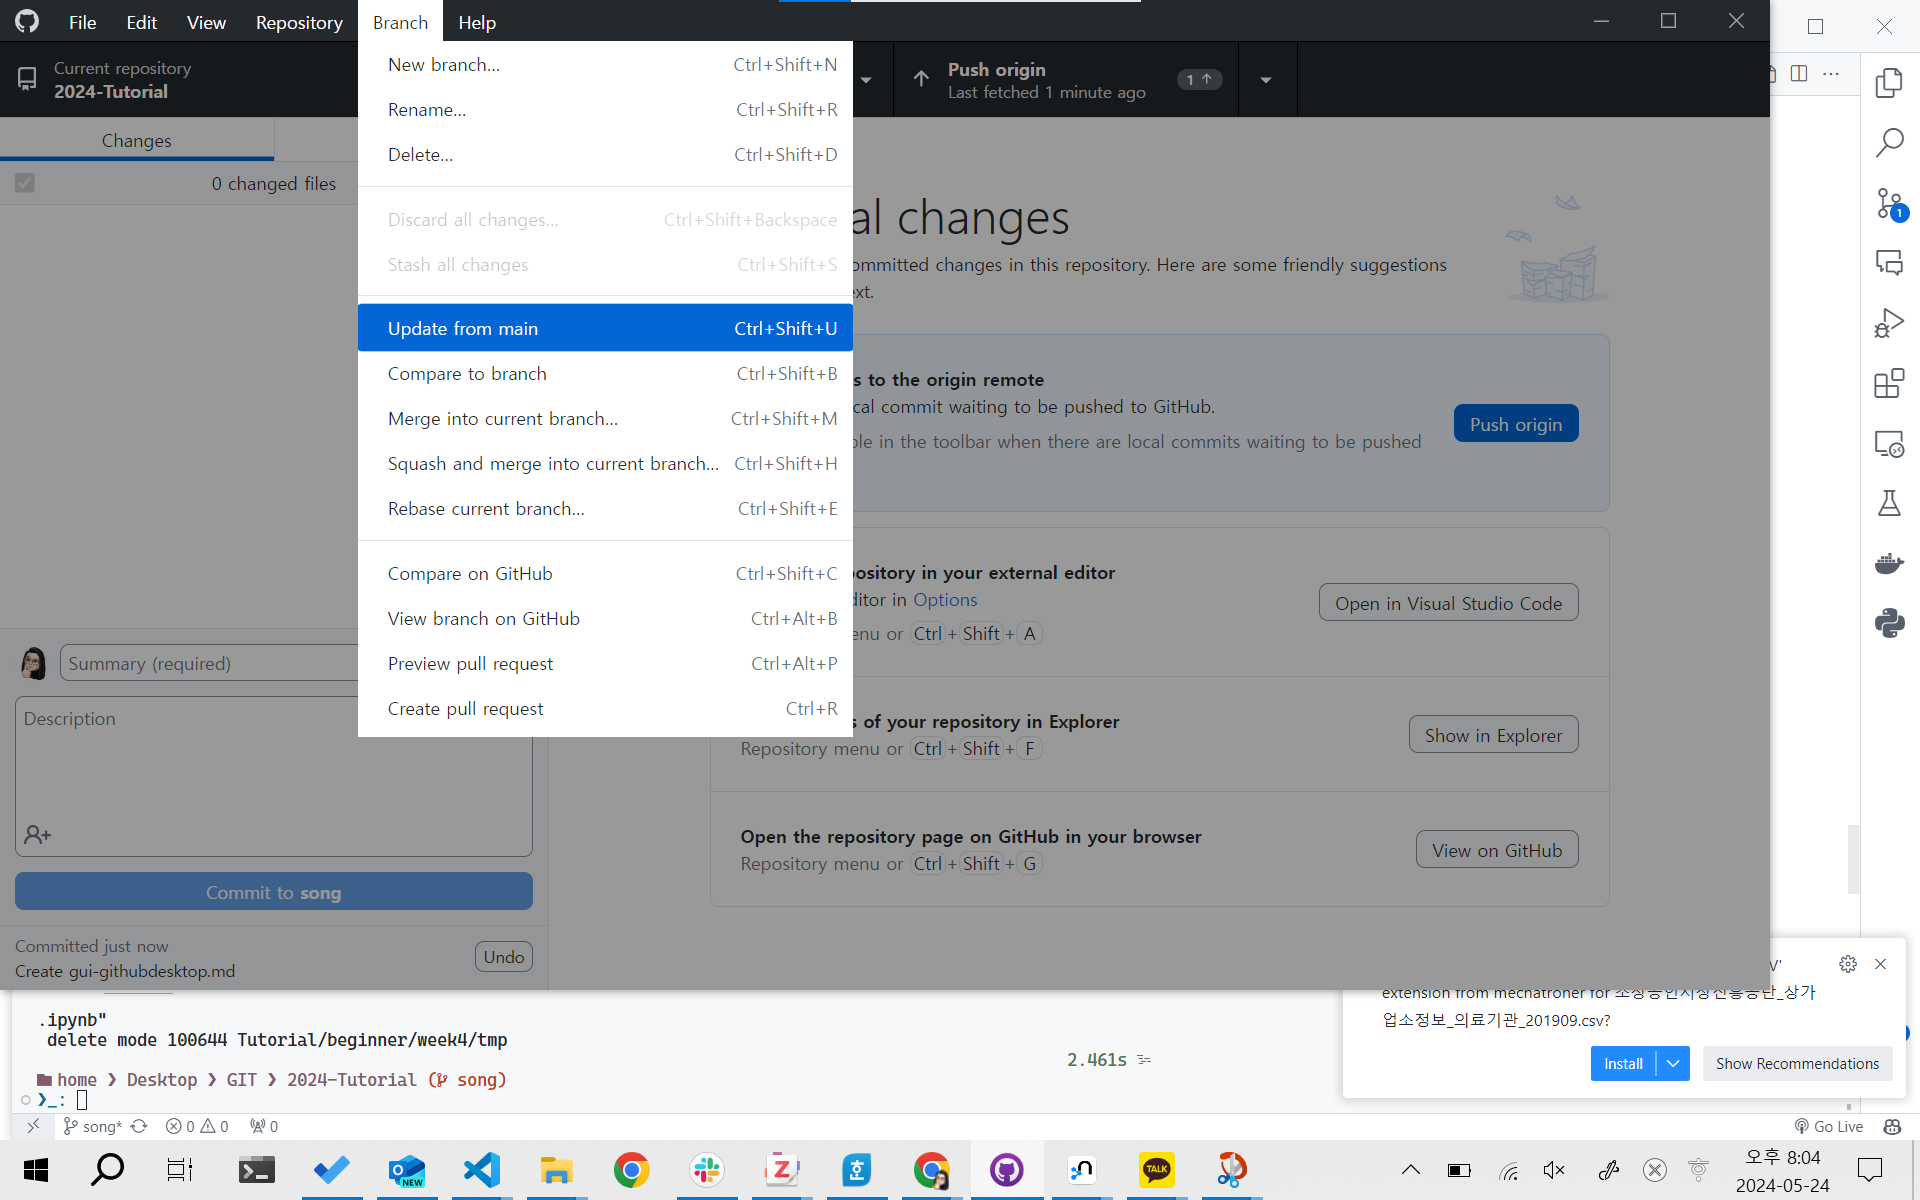 File Edit View Repository Branch Help
Current repository
2024-Tutorial
Push origin
Last fetched 1 minute ago
1
Changes
0 changed files
New branch... Ctrl+Shift+N
Rename... Ctrl+Shift+R
Delete... Ctrl+Shift+D
Discard all changes... Ctrl+Shift+Backspace
Stash all changes Ctrl+Shift+S
Update from main Ctrl+Shift+U
Compare to branch Ctrl+Shift+B
Merge into current branch... Ctrl+Shift+M
Squash and merge into current branch... Ctrl+Shift+H
Rebase current branch... Ctrl+Shift+E
Compare on GitHub Ctrl+Shift+C
View branch on GitHub Ctrl+Alt+B
Preview pull request Ctrl+Alt+P
Create pull request Ctrl+R
al changes
ommitted changes in this repository. Here are some friendly suggestions
ext.
s to the origin remote
cal commit waiting to be pushed to GitHub.
ble in the toolbar when there are local commits waiting to be pushed
Push origin
pository in your external editor
ditor in Options
enu or Ctrl + Shift + A
Open in Visual Studio Code
s of your repository in Explorer
Repository menu or Ctrl + Shift + F
Show in Explorer
Open the repository page on GitHub in your browser
Repository menu or Ctrl + Shift + G
View on GitHub
Summary (required)
Description
Commit to song
Committed just now
Create gui-githubdesktop.md
Undo
1
V'
extension from mechatroner for 소상공인시장진흥공단_상가
업소정보_의료기관_201909.csv?
Install
Show Recommendations
.ipynb"
delete mode 100644 Tutorial/beginner/week4/tmp
2.461s
home ❯ Desktop ❯ GIT ❯ 2024-Tutorial ( song)
❯_:
song* 0 0 0
Go Live
NEW
TALK
오후 8:04
2024-05-24